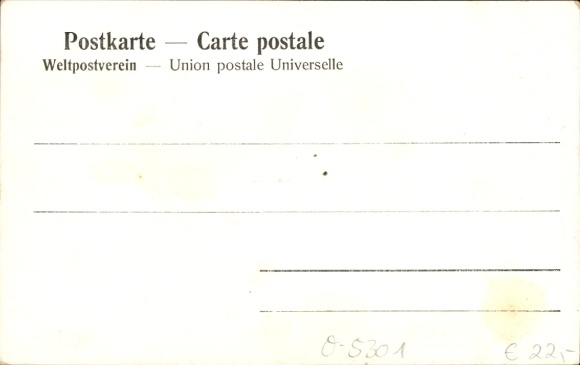 Postkarte — Carte postale
Weltpostverein — Union postale Universelle
O-5301 € 22,-